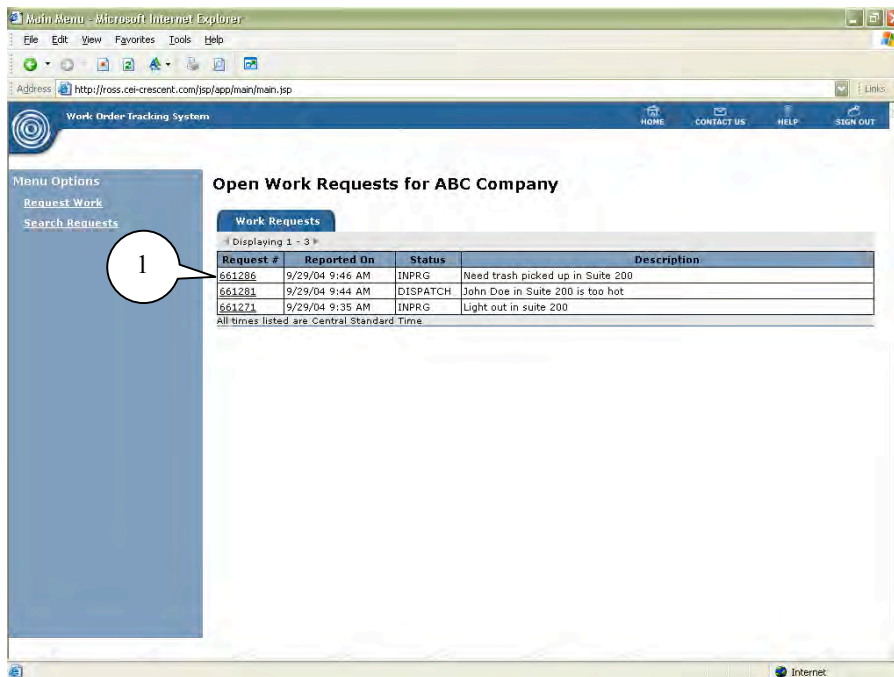 Main Menu - Microsoft Internet Explorer
File Edit View Favorites Tools Help
Address http://ross.cei-crescent.com/jsp/app/main/main.jsp Links
Work Order Tracking System HOME CONTACT US HELP SIGN OUT
Menu Options
Request Work
Search Requests
Open Work Requests for ABC Company
Work Requests
Displaying 1 - 3
Request # Reported On Status Description
661286 9/29/04 9:46 AM INPRG Need trash picked up in Suite 200
661281 9/29/04 9:44 AM DISPATCH John Doe in Suite 200 is too hot
661271 9/29/04 9:35 AM INPRG Light out in suite 200
All times listed are Central Standard Time
1
Internet